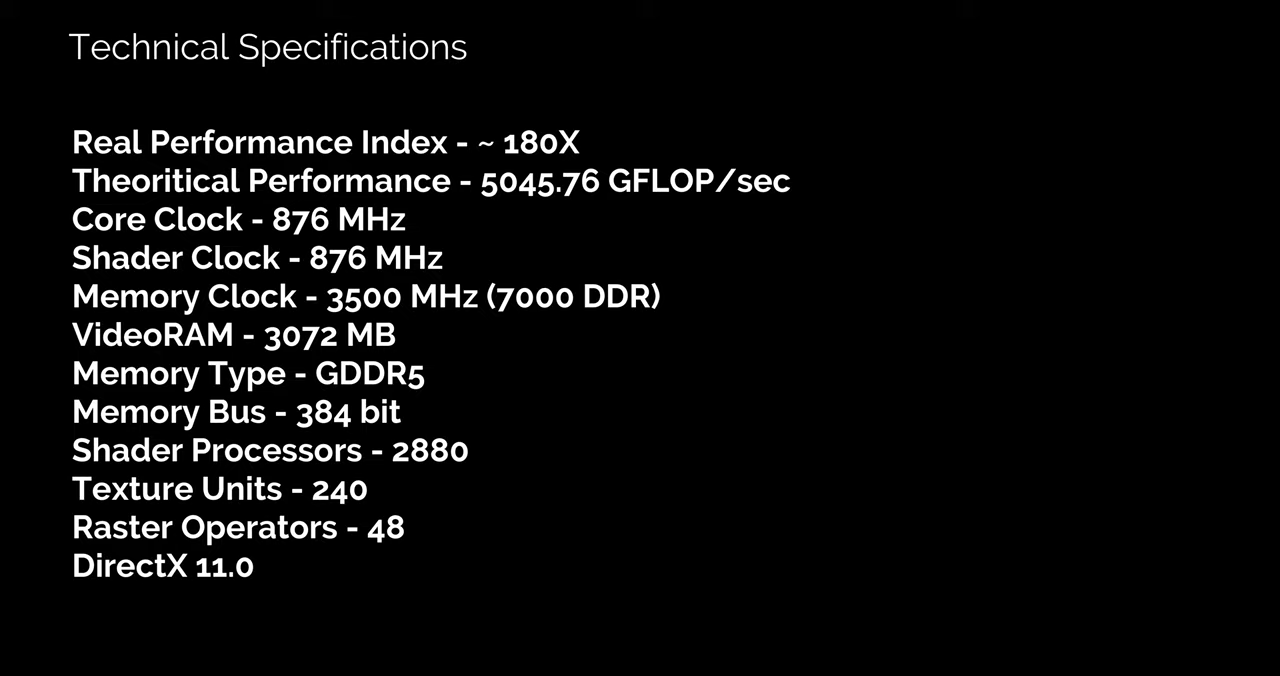 Technical Specifications
Real Performance Index - ~ 180X
Theoritical Performance - 5045.76 GFLOP/sec
Core Clock - 876 MHz
Shader Clock - 876 MHz
Memory Clock - 3500 MHz (7000 DDR)
VideoRAM - 3072 MB
Memory Type - GDDR5
Memory Bus - 384 bit
Shader Processors - 2880
Texture Units - 240
Raster Operators - 48
DirectX 11.0